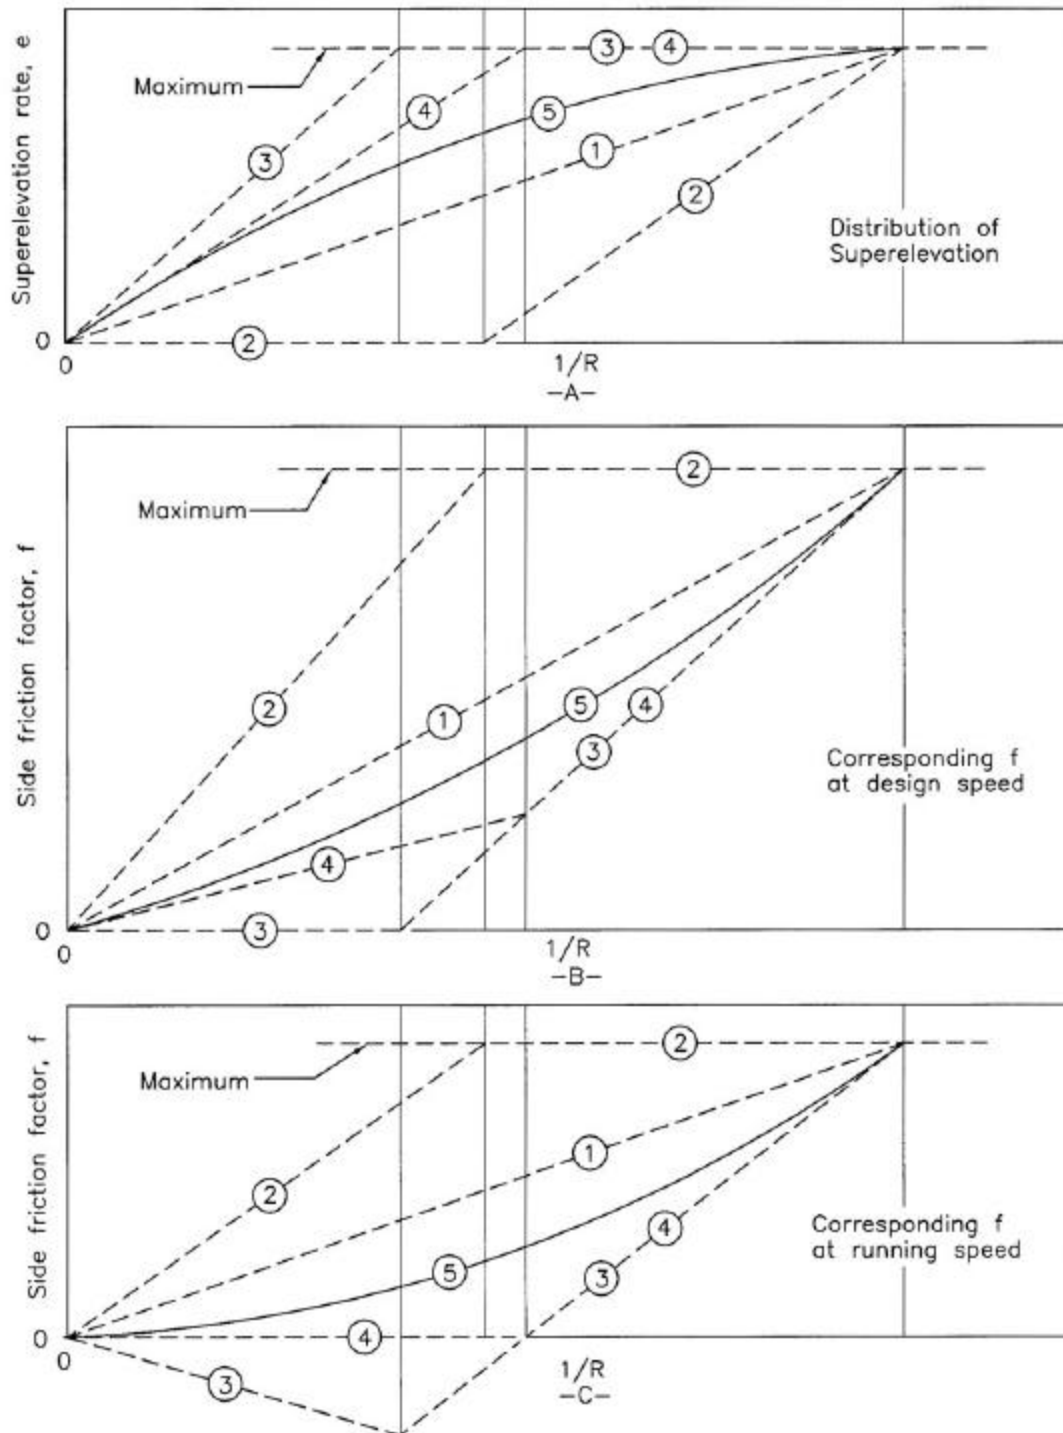 Superelevation rate, e
Maximum
③ ④
④
⑤
③
①
②
Distribution of
Superelevation
②
0
0
1/R
-A-
Side friction factor, f
Maximum
②
②
①
⑤
④
③
Corresponding f
at design speed
④
③
0
0
1/R
-B-
Side friction factor, f
Maximum
②
①
②
④
Corresponding f
at running speed
⑤
③
④
0
0
③
1/R
-C-